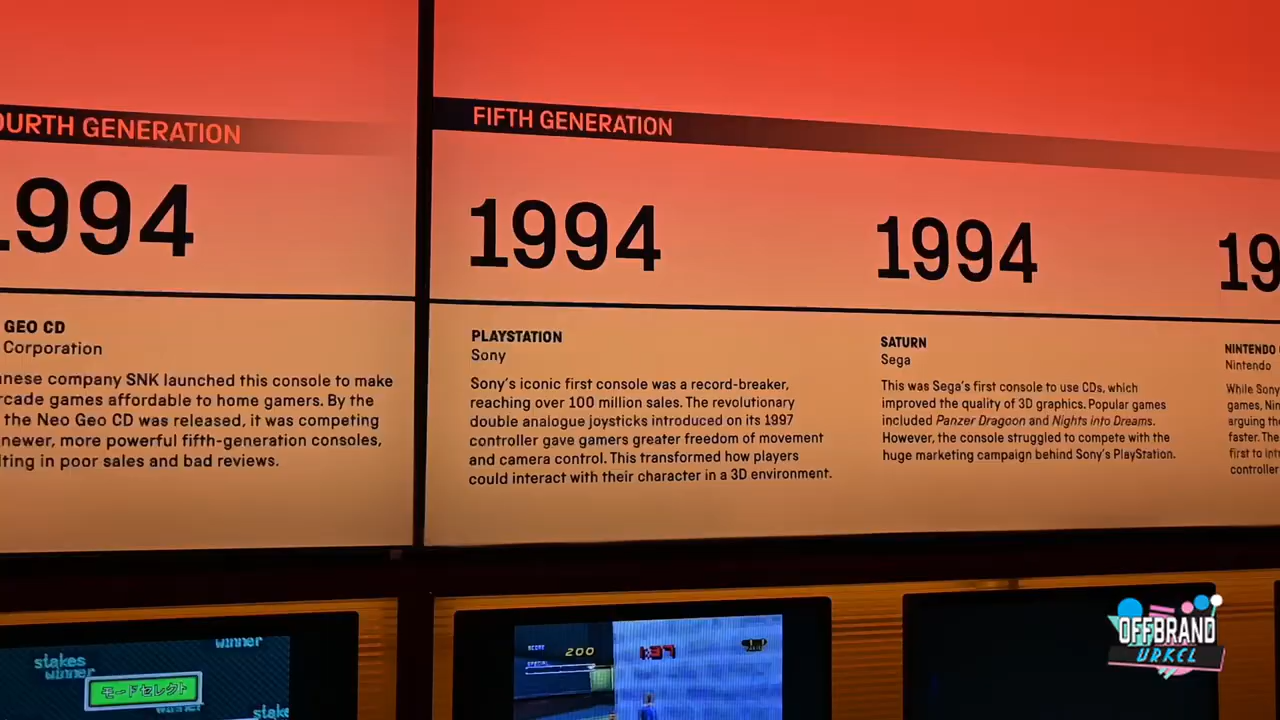 OURTH GENERATION
1994
GEO CD
Corporation
anese company SNK launched this console to make
rcade games affordable to home gamers. By the
the Neo Geo CD was released, it was competing
newer, more powerful fifth-generation consoles,
lting in poor sales and bad reviews.
FIFTH GENERATION
1994
PLAYSTATION
Sony
Sony's iconic first console was a record-breaker,
reaching over 100 million sales. The revolutionary
double analogue joysticks introduced on its 1997
controller gave gamers greater freedom of movement
and camera control. This transformed how players
could interact with their character in a 3D environment.
1994
SATURN
Sega
This was Sega's first console to use CDs, which
improved the quality of 3D graphics. Popular games
included Panzer Dragoon and Nights into Dreams.
However, the console struggled to compete with the
huge marketing campaign behind Sony's PlayStation.
19
NINTENDO
Nintendo
While Sony
games, Nin
arguing the
faster. The
first to int
controller
winner
stakes
winner
モードセレクト
winner
stake
SCORE
200
SPECIAL
1:37
OFFBRAND
URKEL